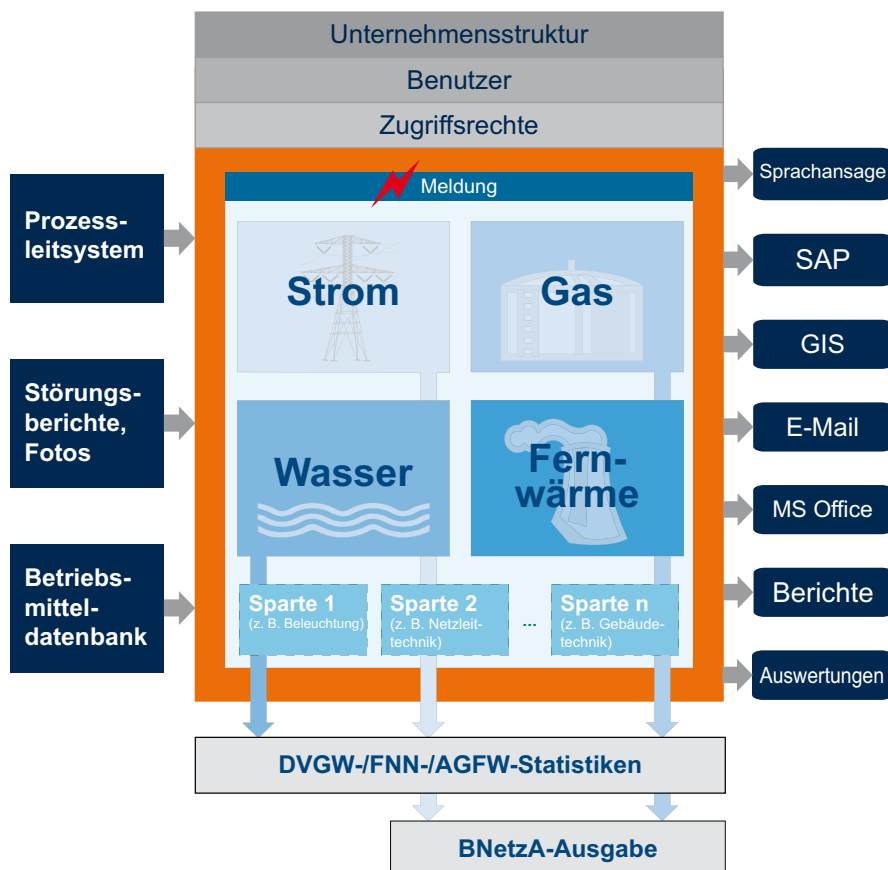 Unternehmensstruktur
Benutzer
Zugriffsrechte
Meldung
Prozess-
leitsystem
Störungs-
berichte,
Fotos
Betriebs-
mittel-
datenbank
Strom
Gas
Wasser
Fern-
wärme
Sparte 1
(z. B. Beleuchtung)
Sparte 2
(z. B. Netzleit-
technik)
...
Sparte n
(z. B. Gebäude-
technik)
Sprachansage
SAP
GIS
E-Mail
MS Office
Berichte
Auswertungen
DVGW-/FNN-/AGFW-Statistiken
BNetzA-Ausgabe